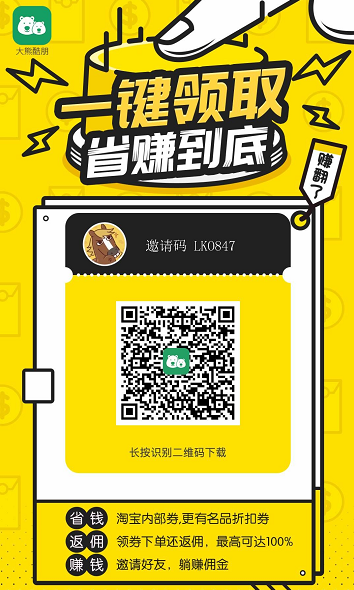 大熊酷朋
一键领取
省赚到底
赚翻了
邀请码 LK0847
长按识别二维码下载
省钱 淘宝内部券,更有名品折扣券
返佣 领券下单还返佣，最高可达100%
赚钱 邀请好友，躺赚佣金